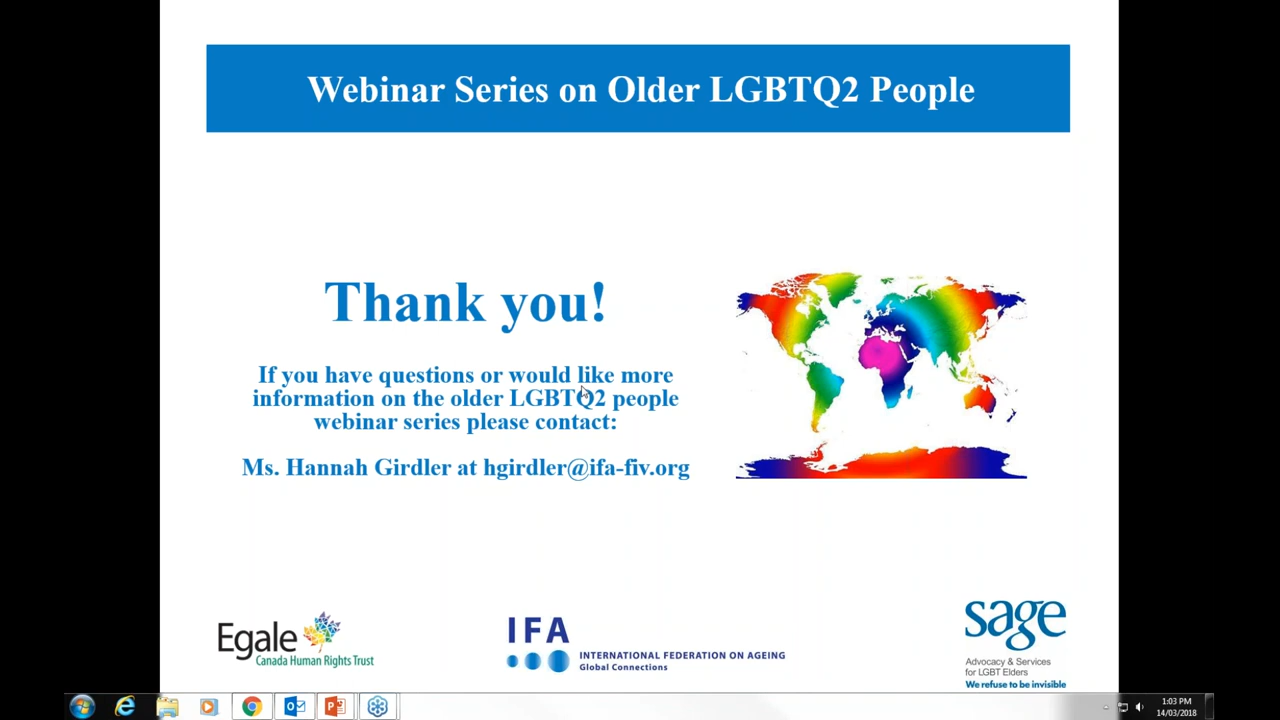 Webinar Series on Older LGBTQ2 People
Thank you!
If you have questions or would like more
information on the older LGBTQ2 people
webinar series please contact:
Ms. Hannah Girdler at hgirdler@ifa-fiv.org
Egale
Canada Human Rights Trust
IFA
INTERNATIONAL FEDERATION ON AGEING
Global Connections
sage
Advocacy & Services
for LGBT Elders
We refuse to be invisible
1:03 PM
14/03/2018